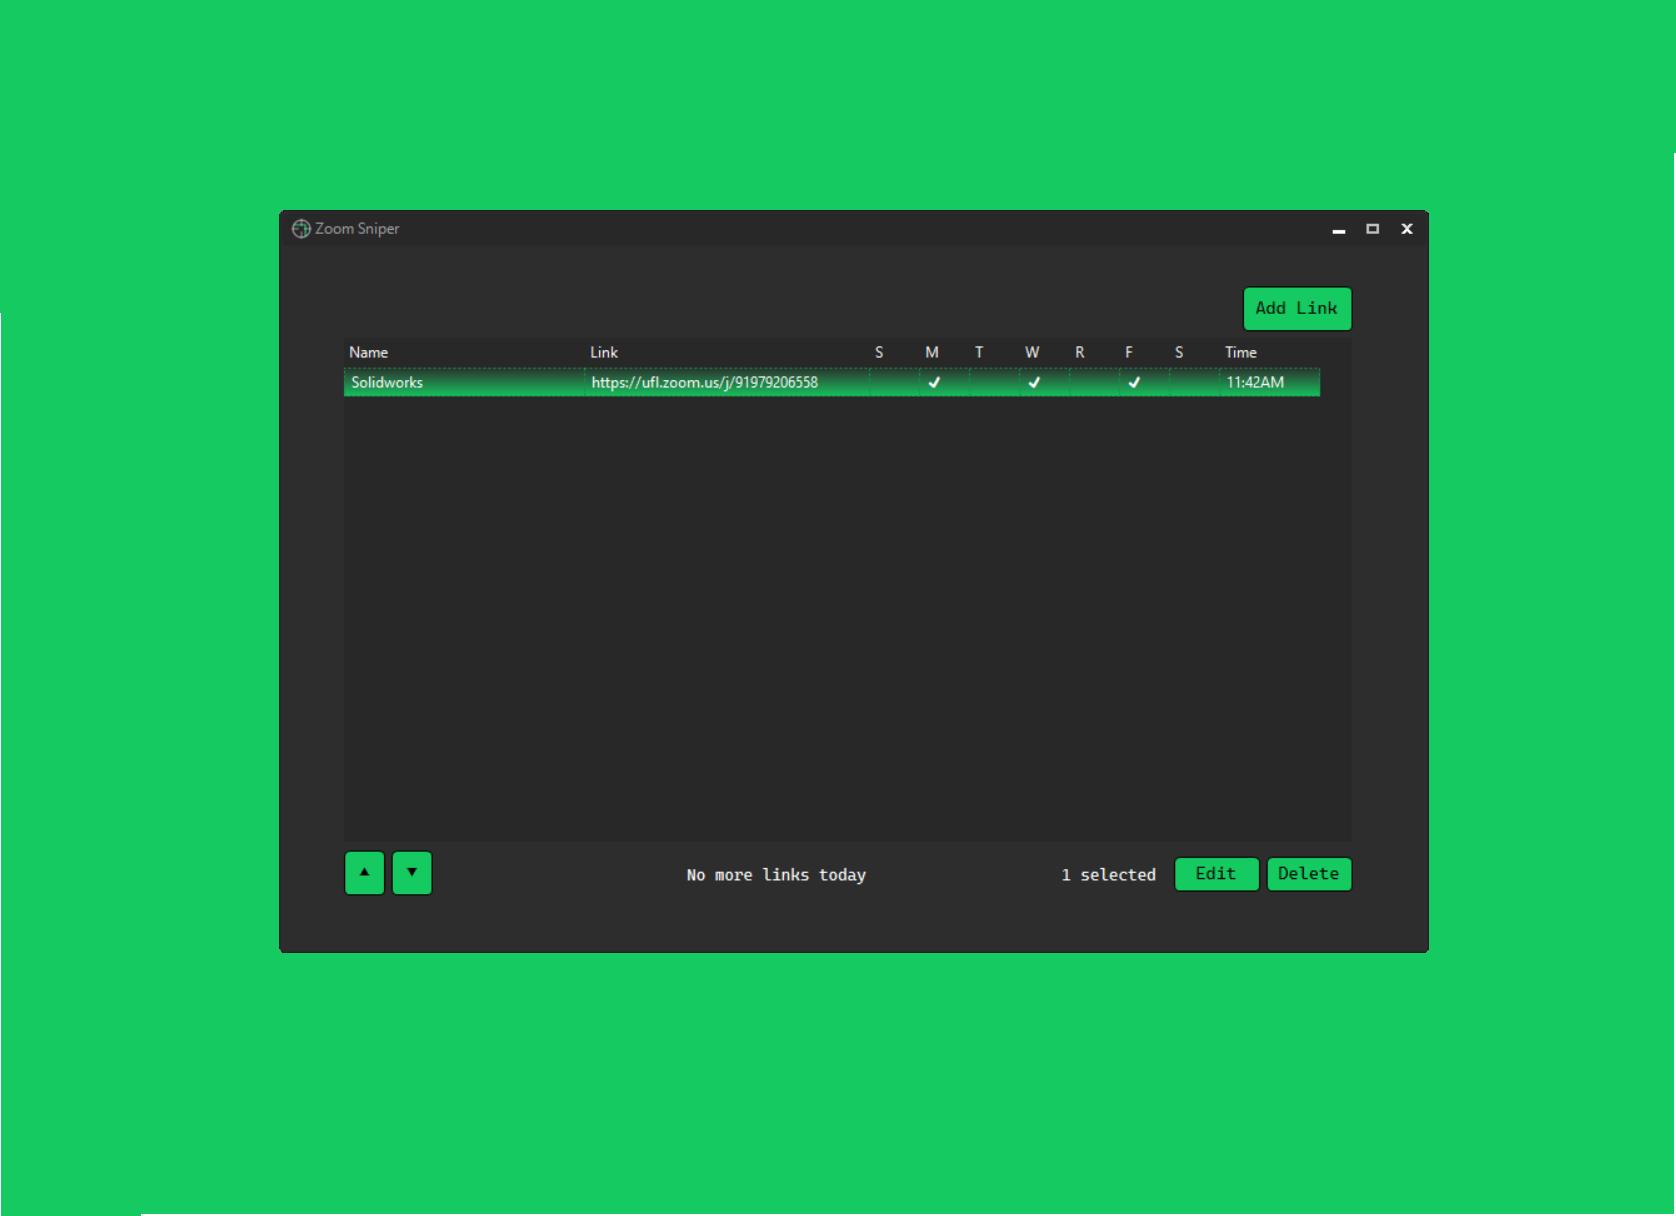 Zoom Sniper
Add Link
Name Link S M T W R F S Time
Solidworks https://ufl.zoom.us/j/91979206558 ✓ ✓ ✓ 11:42AM
No more links today 1 selected Edit Delete